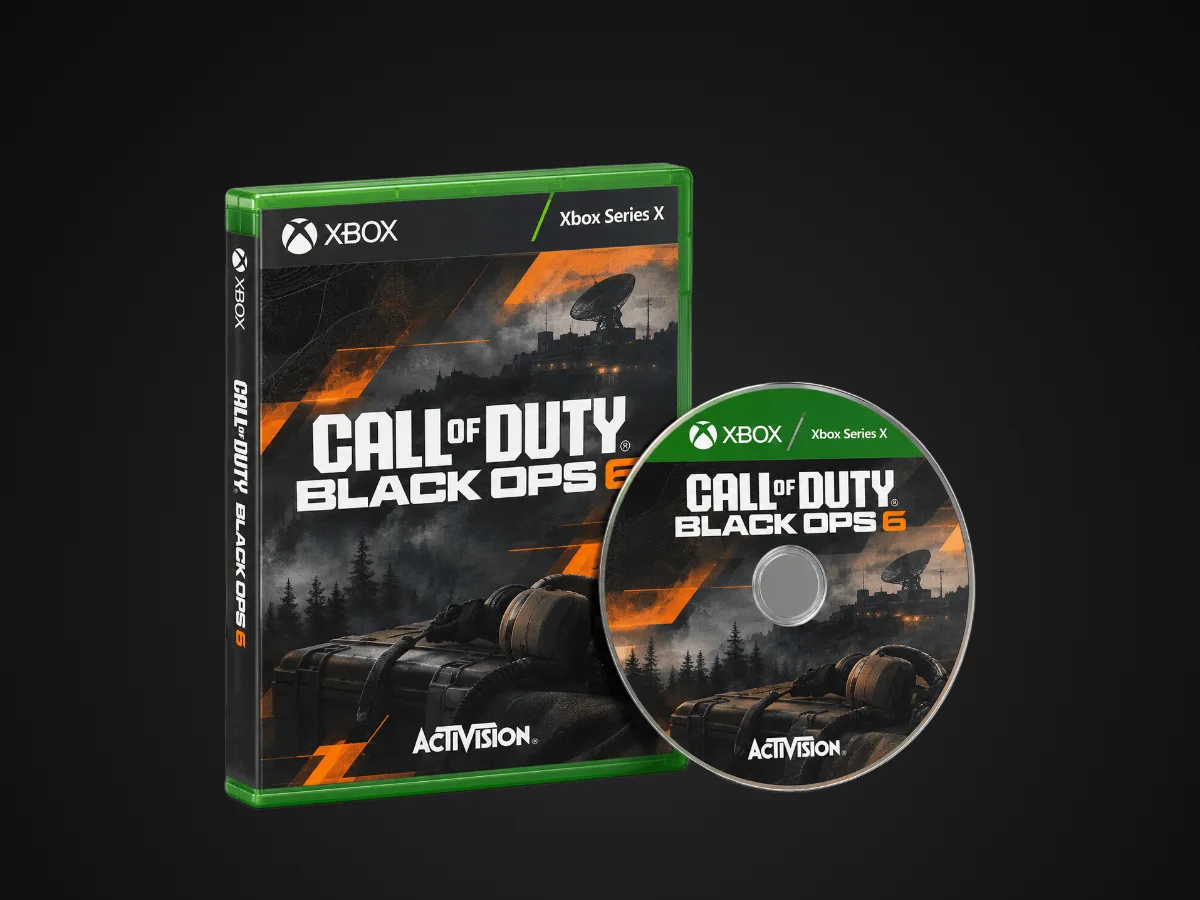 XBOX
Xbox Series X
CALL OF DUTY®
BLACK OPS 6
ACTIVISION®
XBOX
CALL OF DUTY® BLACK OPS 6
XBOX
Xbox Series X
CALL OF DUTY®
BLACK OPS 6
ACTIVISION®